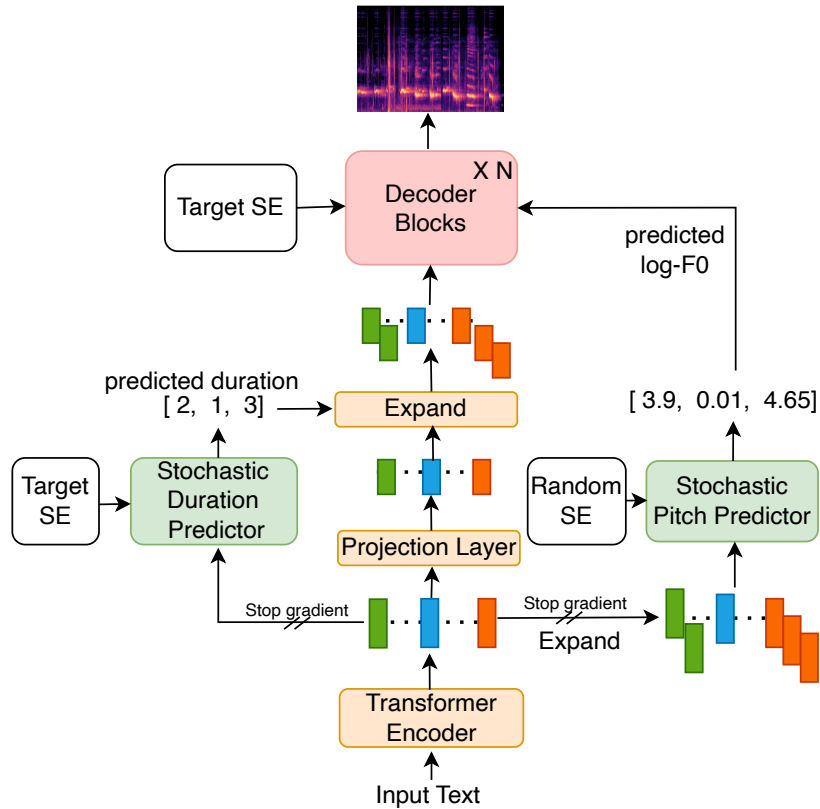 X N
Decoder
Blocks
Target SE
predicted
log-F0
predicted duration
[ 2, 1, 3]
Expand
[ 3.9, 0.01, 4.65]
Target
SE
Stochastic
Duration
Predictor
Projection Layer
Random
SE
Stochastic
Pitch Predictor
Stop gradient
Stop gradient
Expand
Transformer
Encoder
Input Text